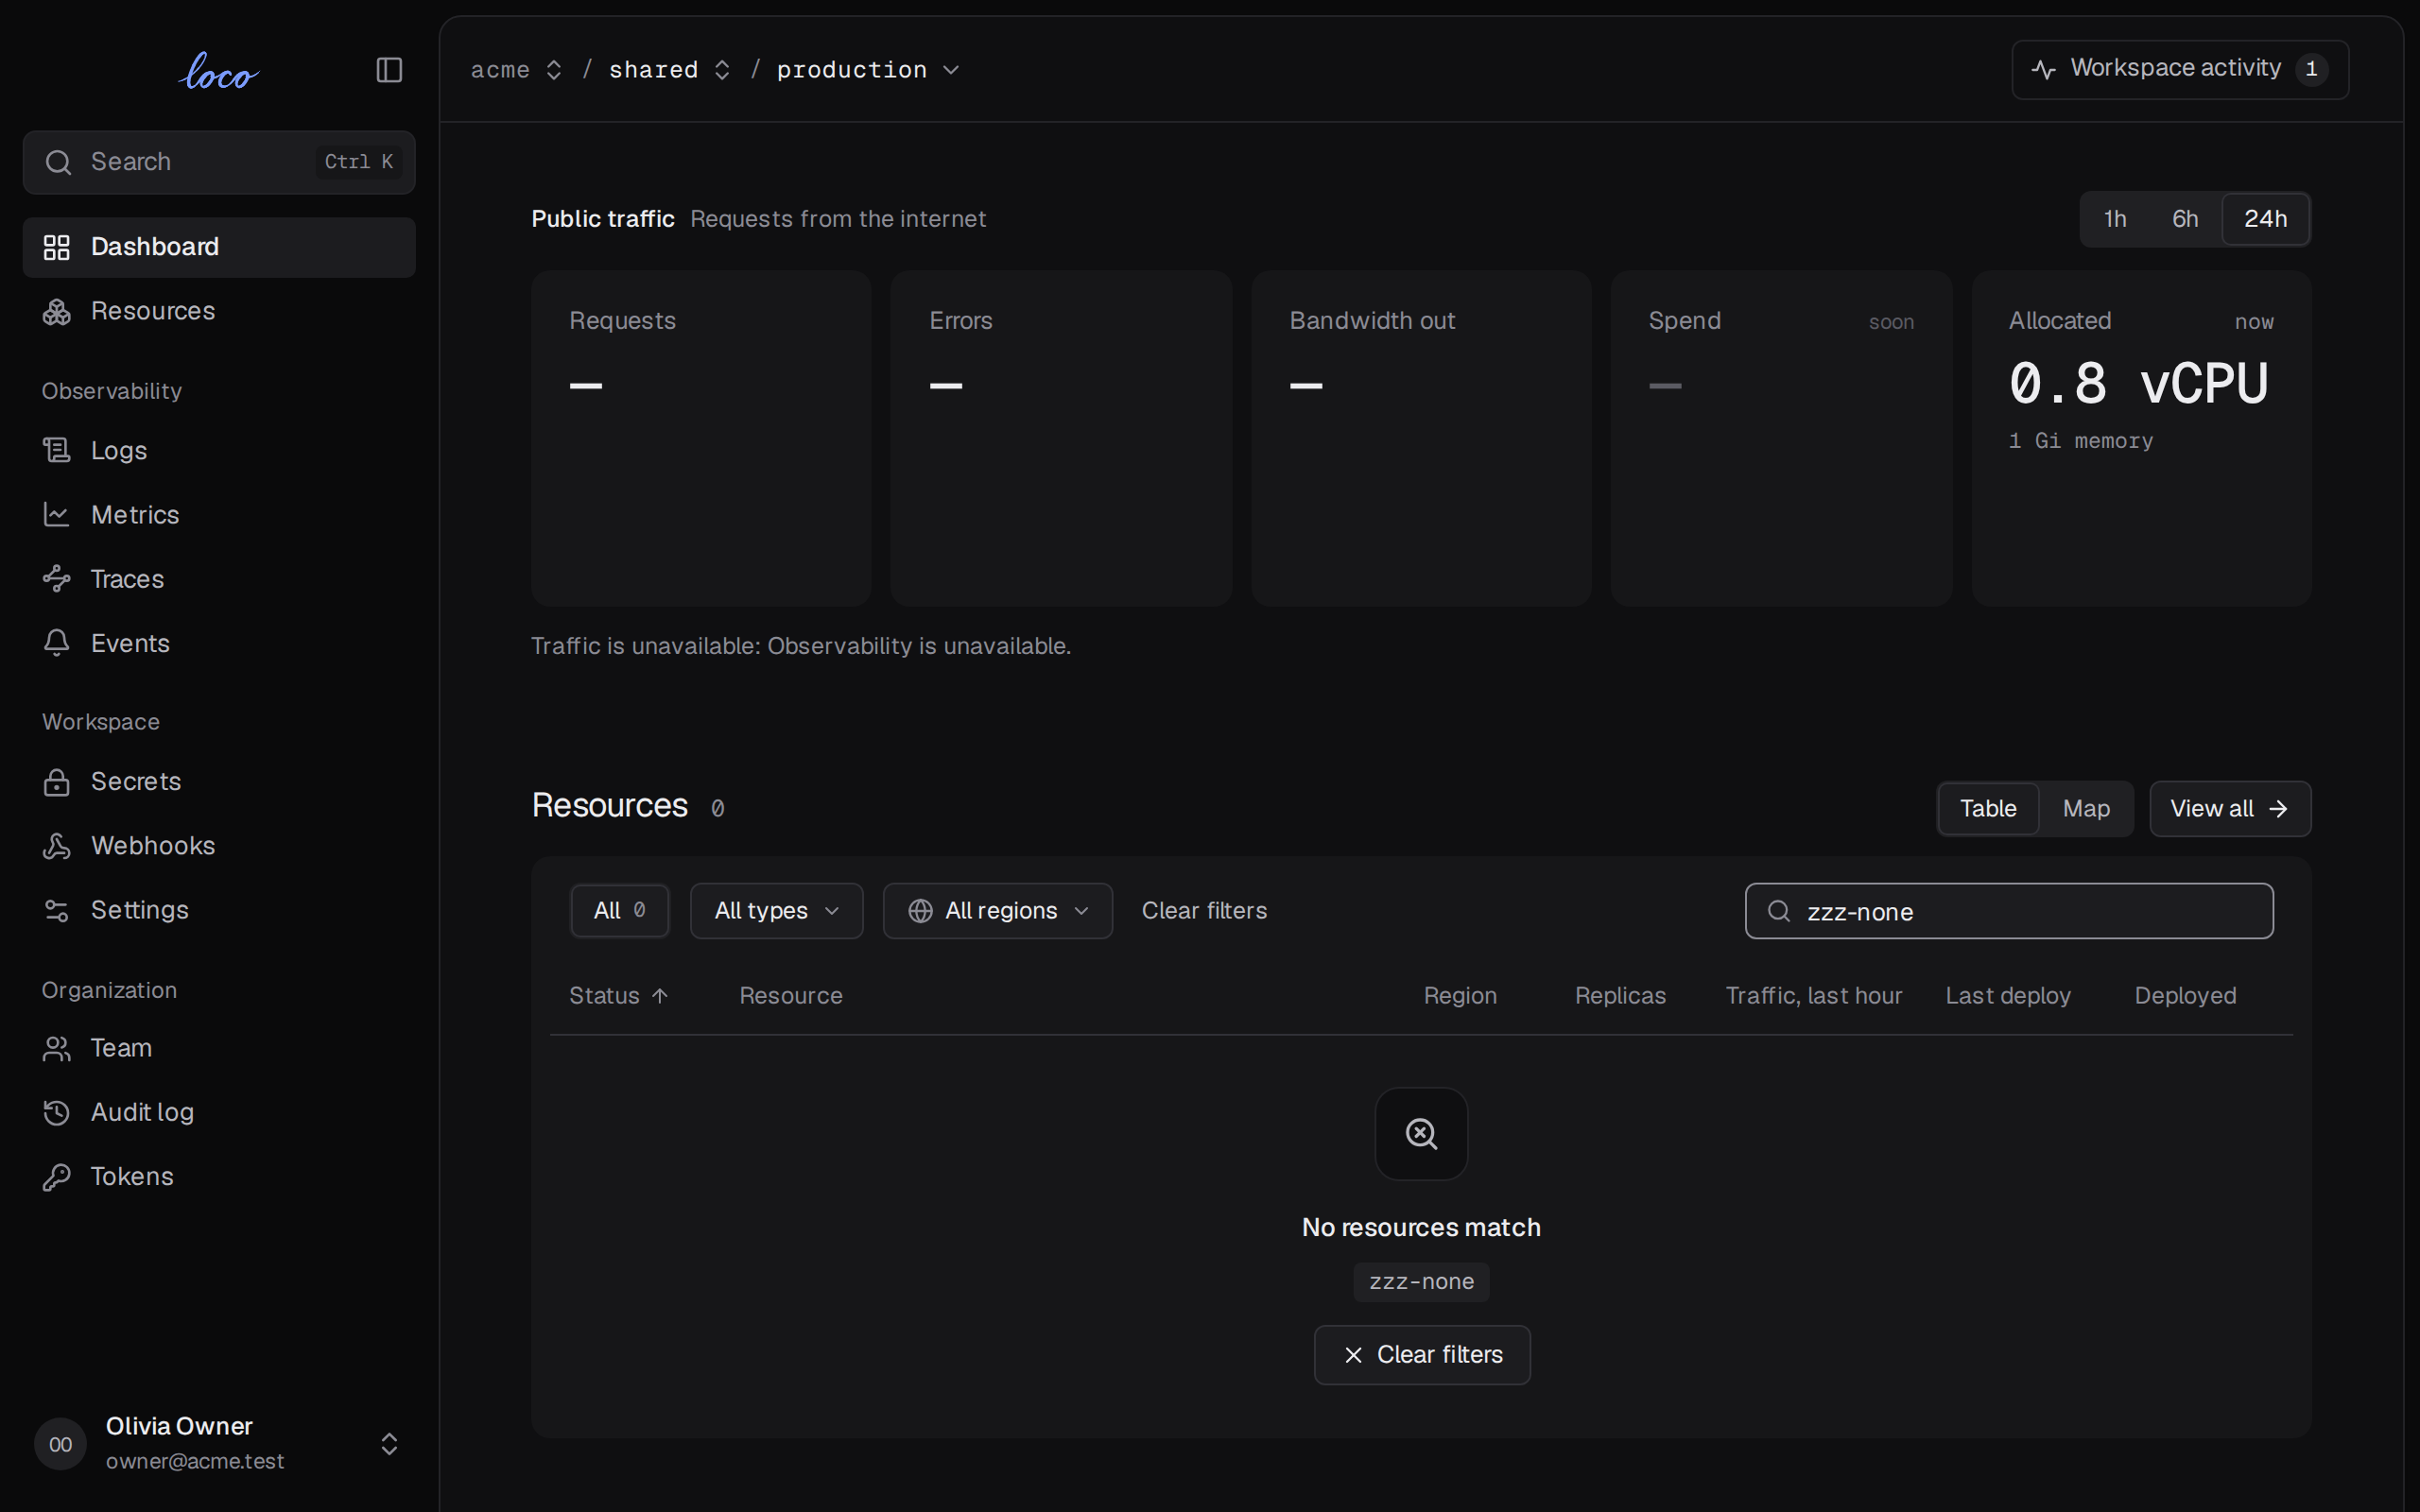 loco
acme / shared / production
Workspace activity 1
Search Ctrl K
Dashboard
Resources
Observability
Logs
Metrics
Traces
Events
Workspace
Secrets
Webhooks
Settings
Organization
Team
Audit log
Tokens
OO Olivia Owner
owner@acme.test
Public traffic Requests from the internet
1h 6h 24h
Requests
—
Errors
—
Bandwidth out
—
Spend soon
—
Allocated now
0.8 vCPU
1 Gi memory
Traffic is unavailable: Observability is unavailable.
Resources 0
Table Map View all
All 0 All types All regions Clear filters zzz-none
Status Resource Region Replicas Traffic, last hour Last deploy Deployed
No resources match
zzz-none
Clear filters